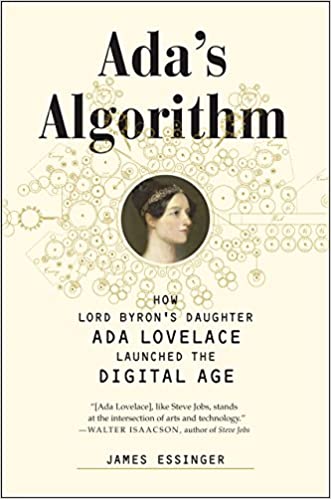 Ada's
Algorithm
HOW
LORD BYRON'S DAUGHTER
ADA LOVELACE
LAUNCHED THE
DIGITAL AGE
“[Ada Lovelace], like Steve Jobs, stands
at the intersection of arts and technology.”
—WALTER ISAACSON, author of Steve Jobs
JAMES ESSINGER